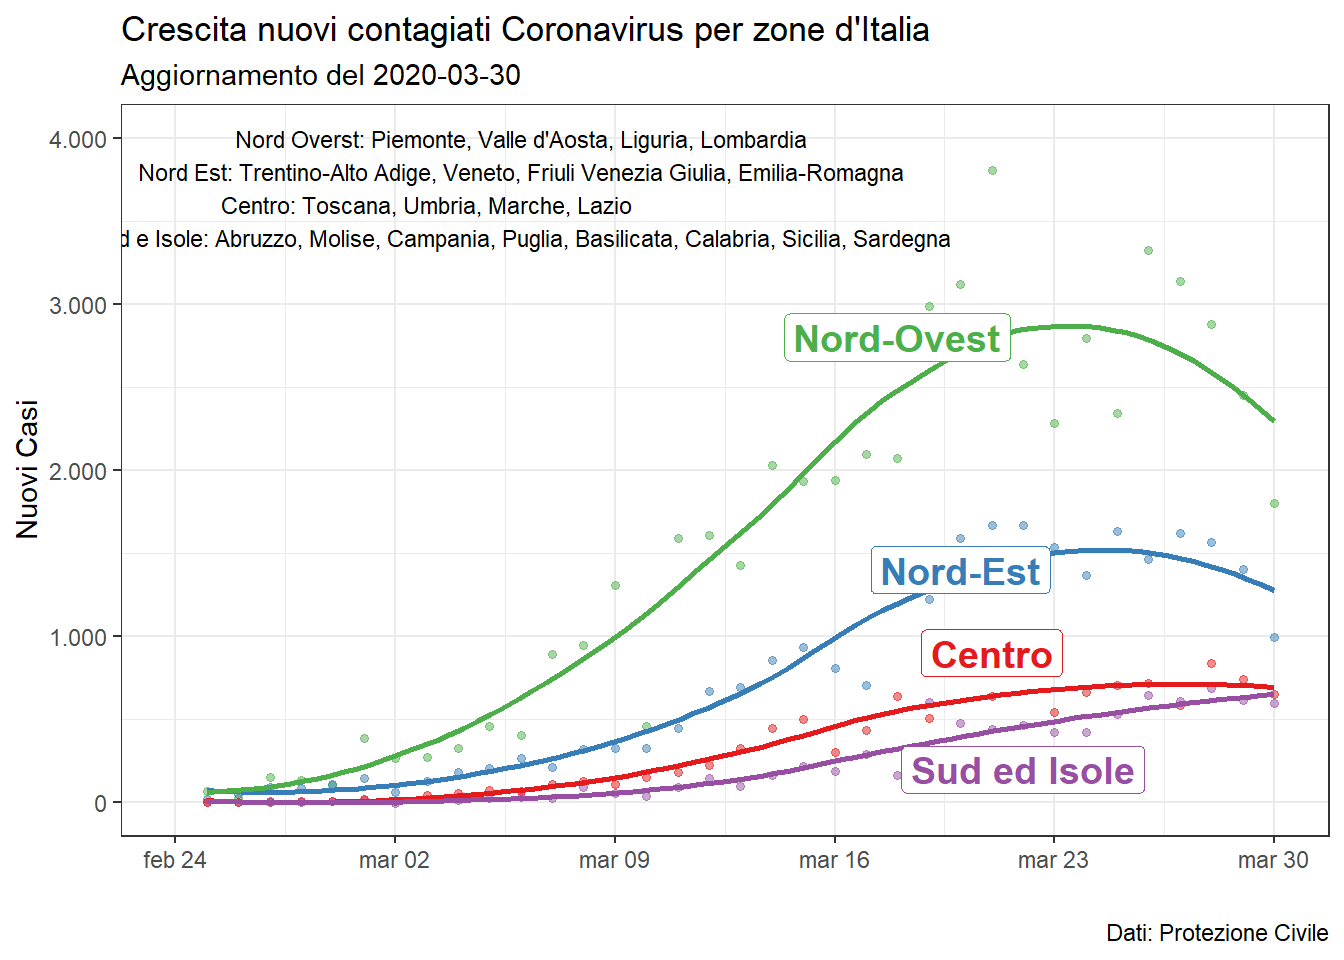 Crescita nuovi contagiati Coronavirus per zone d'Italia
Aggiornamento del 2020-03-30
Nord Overst: Piemonte, Valle d'Aosta, Liguria, Lombardia
Nord Est: Trentino-Alto Adige, Veneto, Friuli Venezia Giulia, Emilia-Romagna
Centro: Toscana, Umbria, Marche, Lazio
d e Isole: Abruzzo, Molise, Campania, Puglia, Basilicata, Calabria, Sicilia, Sardegna
Nuovi Casi
4.000
3.000
2.000
1.000
0
Nord-Ovest
Nord-Est
Centro
Sud ed Isole
feb 24
mar 02
mar 09
mar 16
mar 23
mar 30
Dati: Protezione Civile